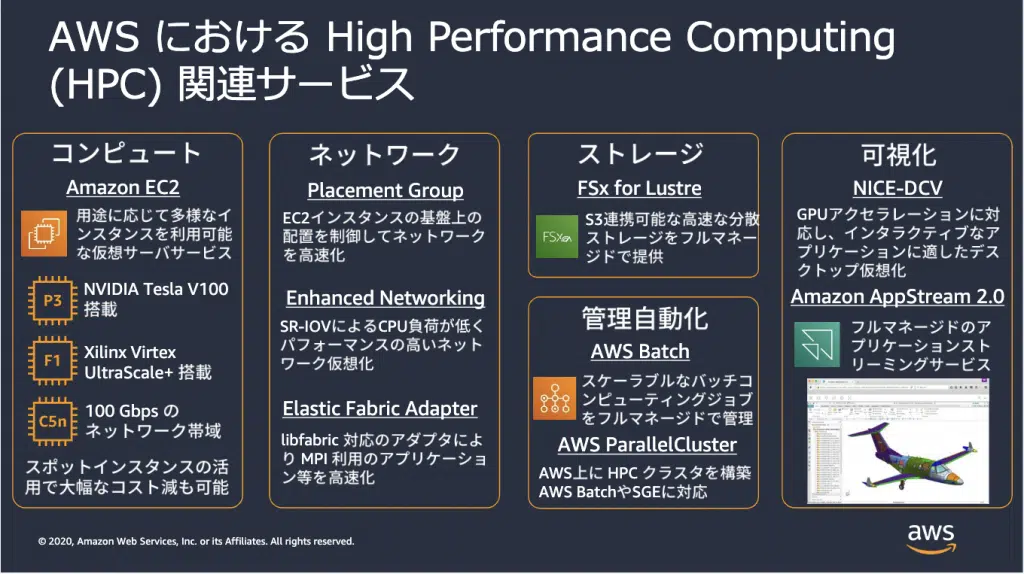 AWS における High Performance Computing
(HPC) 関連サービス
コンピュート
Amazon EC2
用途に応じて多様なイ
ンスタンスを利用可能
な仮想サーバサービス
P3
NVIDIA Tesla V100
搭載
F1
Xilinx Virtex
UltraScale+ 搭載
C5n
100 Gbps の
ネットワーク帯域
スポットインスタンスの活
用で大幅なコスト減も可能
ネットワーク
Placement Group
EC2インスタンスの基盤上の
配置を制御してネットワーク
を高速化
Enhanced Networking
SR-IOVによるCPU負荷が低く
パフォーマンスの高いネット
ワーク仮想化
Elastic Fabric Adapter
libfabric 対応のアダプタによ
り MPI 利用のアプリケーショ
ン等を高速化
ストレージ
FSx for Lustre
FSx
S3連携可能な高速な分散
ストレージをフルマネー
ジドで提供
管理自動化
AWS Batch
スケーラブルなバッチコ
ンピューティングジョブ
をフルマネージドで管理
AWS ParallelCluster
AWS上に HPC クラスタを構築
AWS BatchやSGEに対応
可視化
NICE-DCV
GPUアクセラレーションに対
応し、インタラクティブなア
プリケーションに適したデス
クトップ仮想化
Amazon AppStream 2.0
フルマネージドのア
プリケーションスト
リーミングサービス
© 2020, Amazon Web Services, Inc. or its Affiliates. All rights reserved.
aws